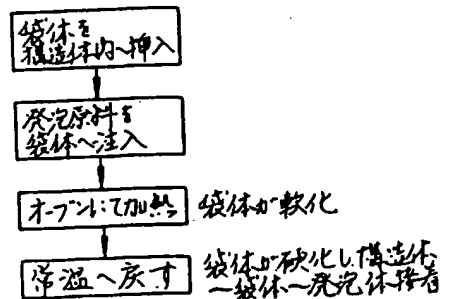 袋体を
構造体内へ挿入
発泡原料を
袋体へ注入
オーブンにて加熱 袋体が軟化
常温へ戻す 袋体が硬化し、構造体
〜袋体〜発泡体接着